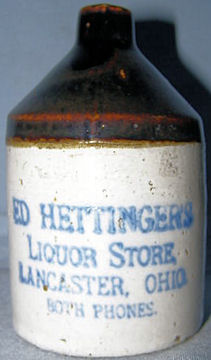 ED HETTINGER'S
LIQUOR STORE,
LANCASTER, OHIO.
BOTH PHONES.